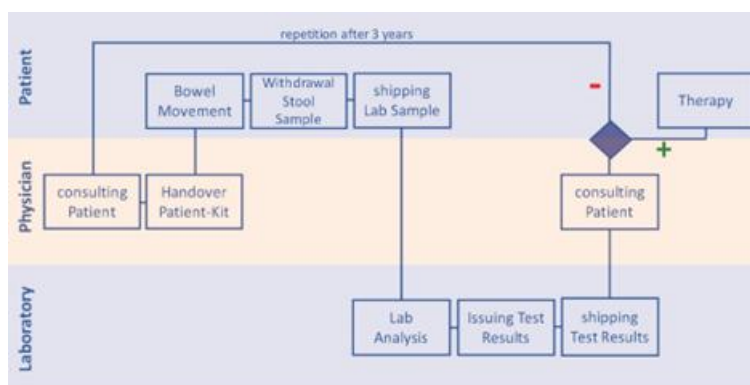 repetition after 3 years
Patient
Bowel
Movement
Withdrawal
Stool
Sample
shipping
Lab Sample
-
Therapy
+
Physician
consulting
Patient
Handover
Patient-Kit
consulting
Patient
Laboratory
Lab
Analysis
Issuing Test
Results
shipping
Test Results